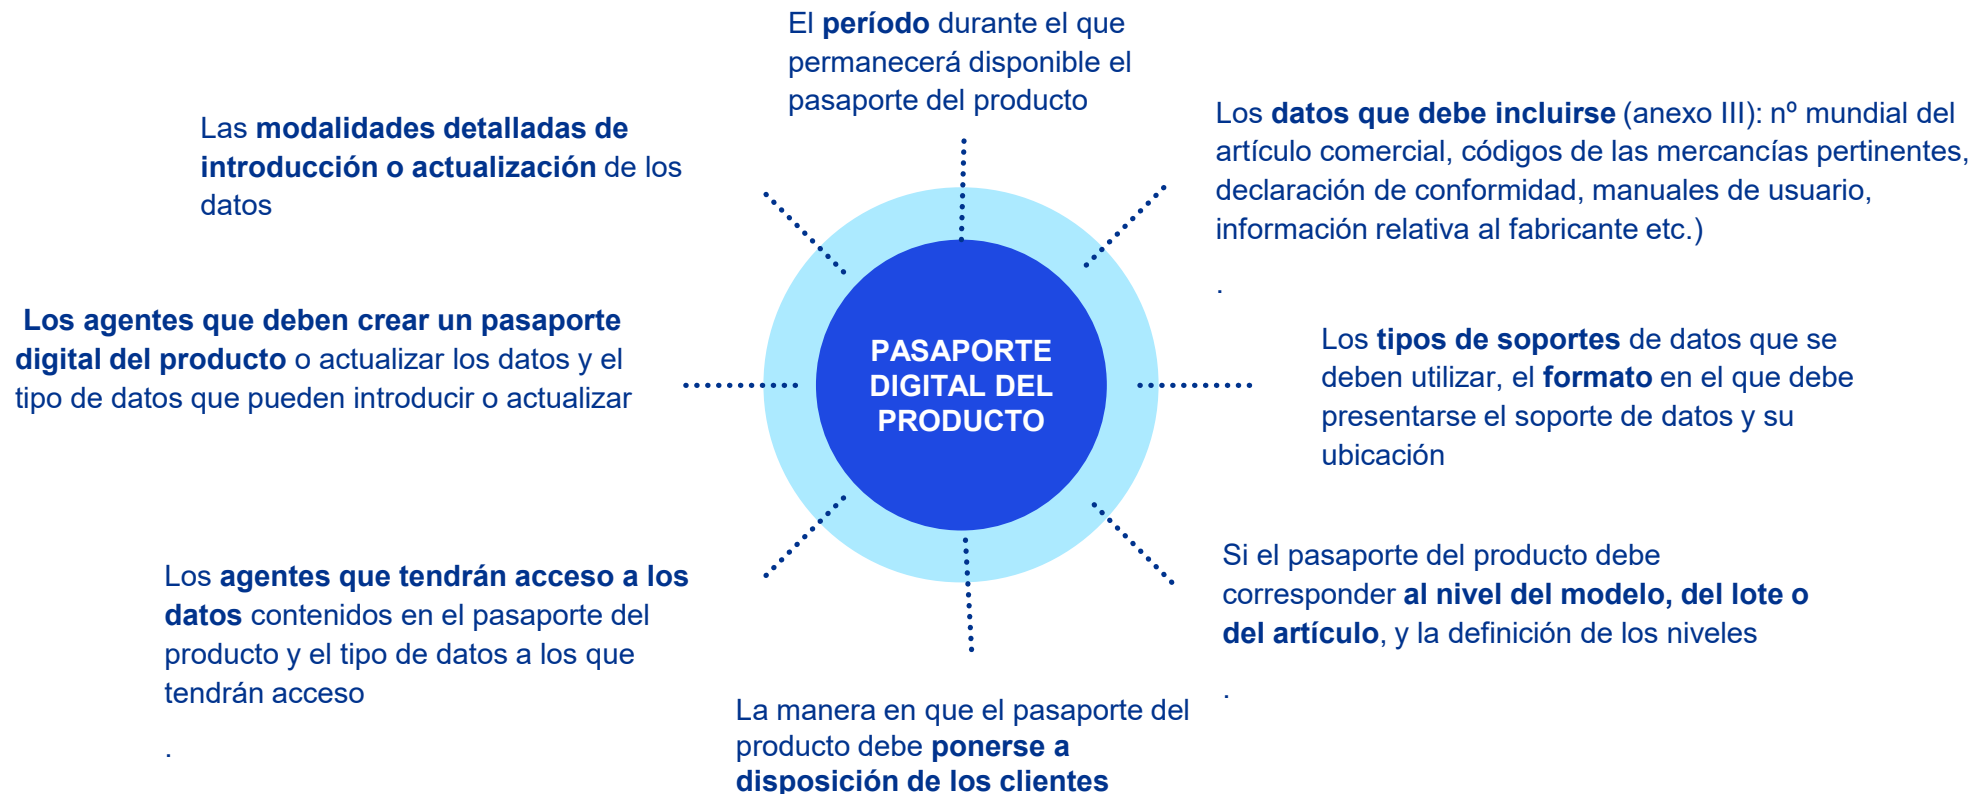 El período durante el que
permanecerá disponible el
pasaporte del producto
Los datos que debe incluirse (anexo III): nº mundial del
artículo comercial, códigos de las mercancías pertinentes,
declaración de conformidad, manuales de usuario,
información relativa al fabricante etc.)
.
Los tipos de soportes de datos que se
deben utilizar, el formato en el que debe
presentarse el soporte de datos y su
ubicación
Si el pasaporte del producto debe
corresponder al nivel del modelo, del lote o
del artículo, y la definición de los niveles
.
La manera en que el pasaporte del
producto debe ponerse a
disposición de los clientes
Los agentes que tendrán acceso a los
datos contenidos en el pasaporte del
producto y el tipo de datos a los que
tendrán acceso
.
Los agentes que deben crear un pasaporte
digital del producto o actualizar los datos y el
tipo de datos que pueden introducir o actualizar
Las modalidades detalladas de
introducción o actualización de los
datos
PASAPORTE
DIGITAL DEL
PRODUCTO